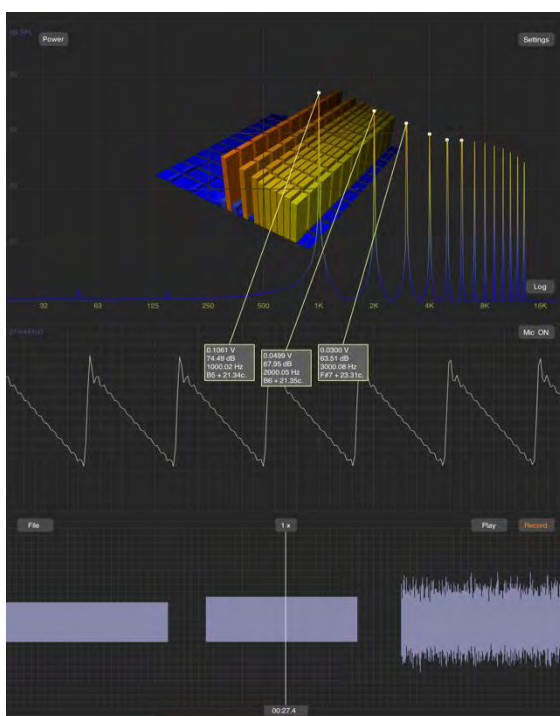 Power
Settings
Log
32
63
125
250
500
1K
2K
4K
8K
16K
Mic ON
0.1061 V
74.49 dB
1000.02 Hz
B5 + 21.34c.
0.0499 V
67.95 dB
2000.05 Hz
B6 + 21.35c.
0.0300 V
63.51 dB
3000.08 Hz
F#7 + 23.31c.
File
1 x
Play
Record
00:27.4